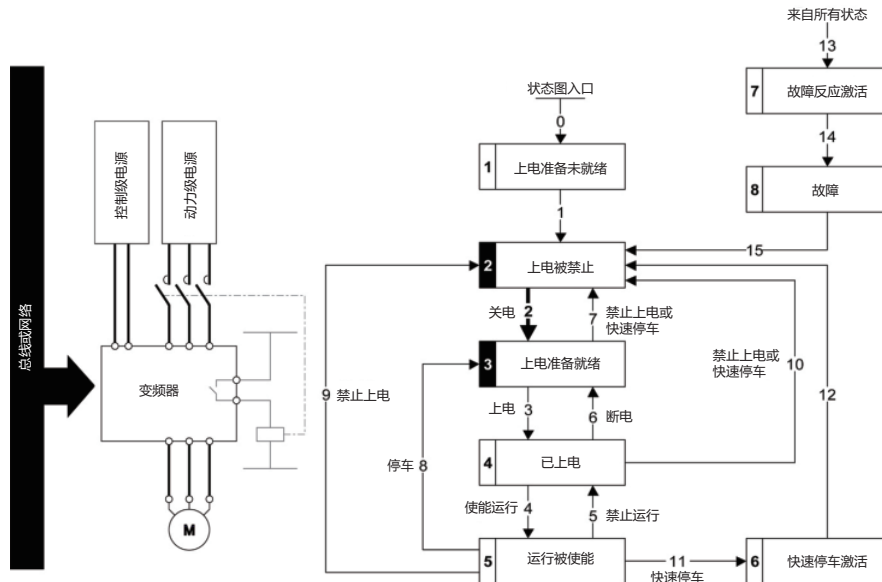 来自所有状态
13
7 故障反应激活
14
8 故障
15
状态图入口
0
1 上电准备未就绪
1
2 上电被禁止
关电 2
7 禁止上电或
快速停车
3 上电准备就绪
上电 3
6 断电
4 已上电
使能运行 4
5 禁止运行
5 运行被使能
11
快速停车
6 快速停车激活
12
禁止上电或
快速停车
10
9 禁止上电
停车 8
控制级电源
动力级电源
总线或网络
变频器
M